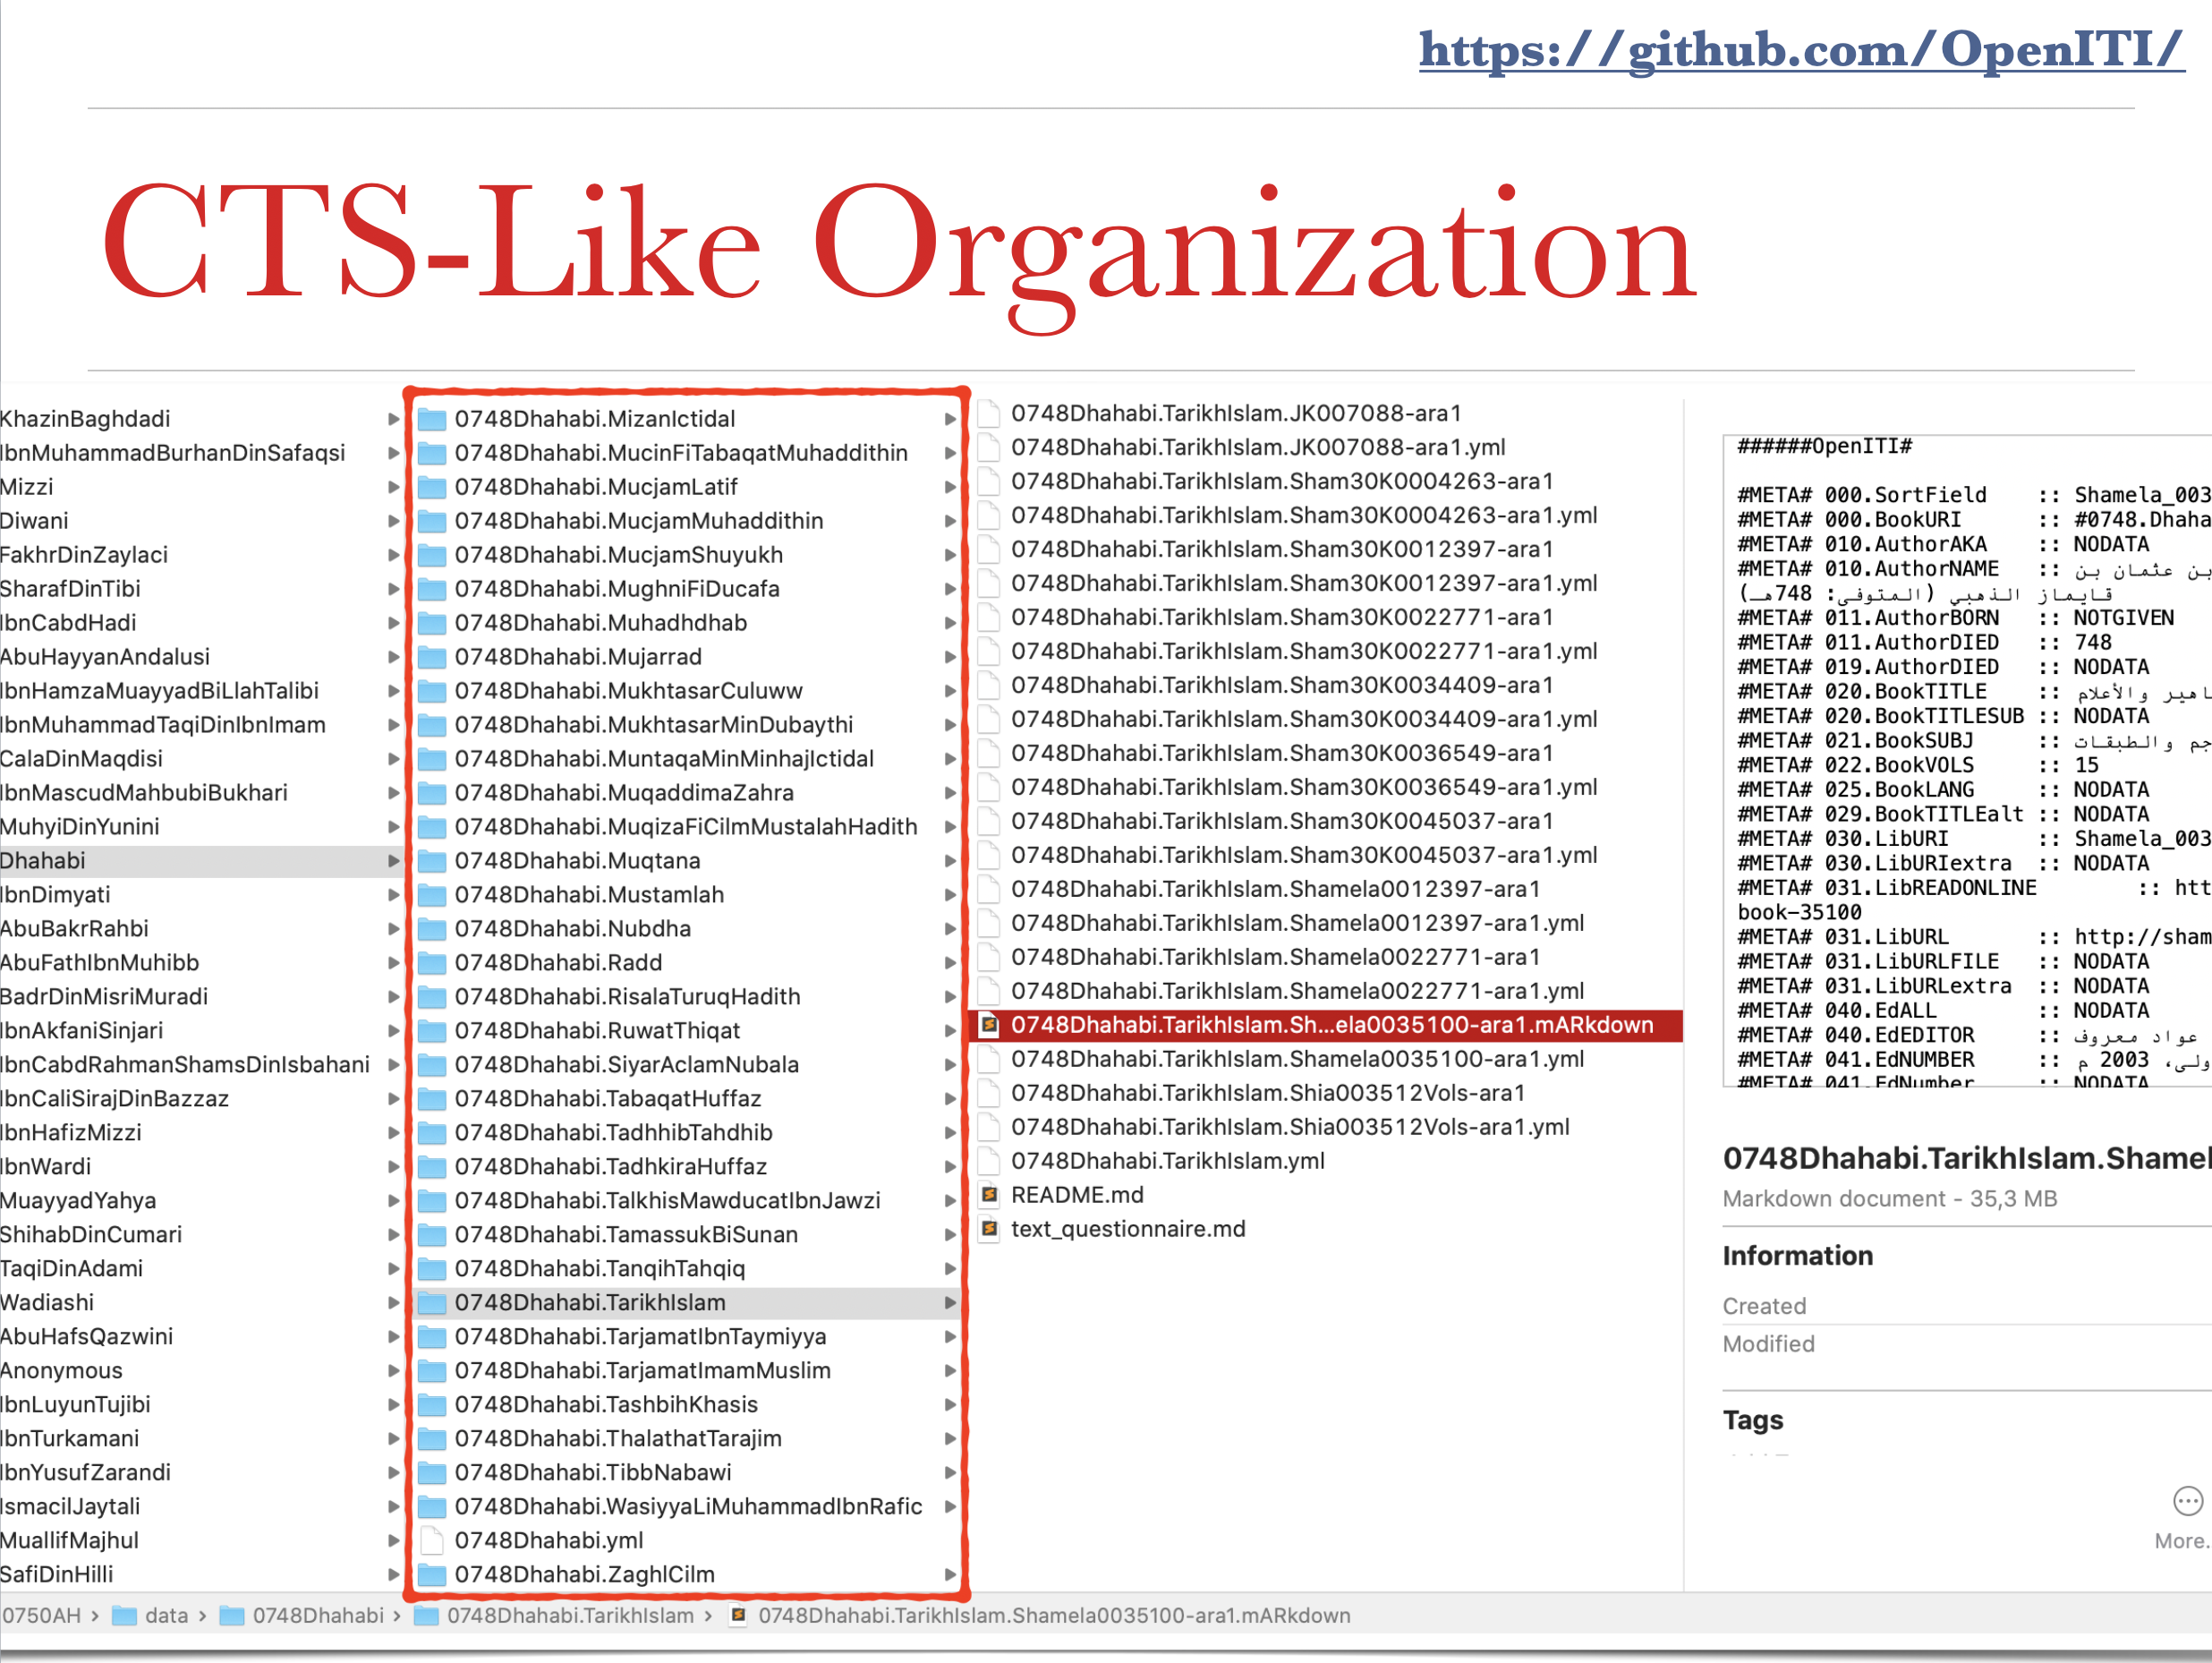 https://github.com/OpenITI/
CTS-Like Organization
KhazinBaghdadi
IbnMuhammadBurhanDinSafaqsi
Mizzi
Diwani
FakhrDinZaylaci
SharafDinTibi
IbnCabdHadi
AbuHayyanAndalusi
IbnHamzaMuayyadBiLlahTalibi
IbnMuhammadTaqiDinIbnImam
CalaDinMaqdisi
IbnMascudMahbubiBukhari
MuhyiDinYunini
Dhahabi
IbnDimyati
AbuBakrRahbi
AbuFathIbnMuhibb
BadrDinMisriMuradi
IbnAkfaniSinjari
IbnCabdRahmanShamsDinIsbahani
IbnCaliSirajDinBazzaz
IbnHafizMizzi
IbnWardi
MuayyadYahya
ShihabDinCumari
TaqiDinAdami
Wadiashi
AbuHafsQazwini
Anonymous
IbnLuyunTujibi
IbnTurkamani
IbnYusufZarandi
IsmacilJaytali
MuallifMajhul
SafiDinHilli
0748Dhahabi.MizanIctidal
0748Dhahabi.MucinFiTabaqatMuhaddithin
0748Dhahabi.MucjamLatif
0748Dhahabi.MucjamMuhaddithin
0748Dhahabi.MucjamShuyukh
0748Dhahabi.MughniFiDucafa
0748Dhahabi.Muhadhdhab
0748Dhahabi.Mujarrad
0748Dhahabi.MukhtasarCuluww
0748Dhahabi.MukhtasarMinDubaythi
0748Dhahabi.MuntaqaMinMinhajIctidal
0748Dhahabi.MuqaddimaZahra
0748Dhahabi.MuqizaFiCilmMustalahHadith
0748Dhahabi.Muqtana
0748Dhahabi.Mustamlah
0748Dhahabi.Nubdha
0748Dhahabi.Radd
0748Dhahabi.RisalaTuruqHadith
0748Dhahabi.RuwatThiqat
0748Dhahabi.SiyarAclamNubala
0748Dhahabi.TabaqatHuffaz
0748Dhahabi.TadhhibTahdhib
0748Dhahabi.TadhkiraHuffaz
0748Dhahabi.TalkhisMawducatIbnJawzi
0748Dhahabi.TamassukBiSunan
0748Dhahabi.TanqihTahqiq
0748Dhahabi.TarikhIslam
0748Dhahabi.TarjamatIbnTaymiyya
0748Dhahabi.TarjamatImamMuslim
0748Dhahabi.TashbihKhasis
0748Dhahabi.ThalathatTarajim
0748Dhahabi.TibbNabawi
0748Dhahabi.WasiyyaLiMuhammadIbnRafic
0748Dhahabi.yml
0748Dhahabi.ZaghlCilm
0748Dhahabi.TarikhIslam.JK007088-ara1
0748Dhahabi.TarikhIslam.JK007088-ara1.yml
0748Dhahabi.TarikhIslam.Sham30K0004263-ara1
0748Dhahabi.TarikhIslam.Sham30K0004263-ara1.yml
0748Dhahabi.TarikhIslam.Sham30K0012397-ara1
0748Dhahabi.TarikhIslam.Sham30K0012397-ara1.yml
0748Dhahabi.TarikhIslam.Sham30K0022771-ara1
0748Dhahabi.TarikhIslam.Sham30K0022771-ara1.yml
0748Dhahabi.TarikhIslam.Sham30K0034409-ara1
0748Dhahabi.TarikhIslam.Sham30K0034409-ara1.yml
0748Dhahabi.TarikhIslam.Sham30K0036549-ara1
0748Dhahabi.TarikhIslam.Sham30K0036549-ara1.yml
0748Dhahabi.TarikhIslam.Sham30K0045037-ara1
0748Dhahabi.TarikhIslam.Sham30K0045037-ara1.yml
0748Dhahabi.TarikhIslam.Shamela0012397-ara1
0748Dhahabi.TarikhIslam.Shamela0012397-ara1.yml
0748Dhahabi.TarikhIslam.Shamela0022771-ara1
0748Dhahabi.TarikhIslam.Shamela0022771-ara1.yml
0748Dhahabi.TarikhIslam.Sh...ela0035100-ara1.mARkdown
0748Dhahabi.TarikhIslam.Shamela0035100-ara1.yml
0748Dhahabi.TarikhIslam.Shia003512Vols-ara1
0748Dhahabi.TarikhIslam.Shia003512Vols-ara1.yml
0748Dhahabi.TarikhIslam.yml
README.md
text_questionnaire.md
######OpenITI#
#META# 000.SortField :: Shamela_003
#META# 000.BookURI :: #0748.Dhaha
#META# 010.AuthorAKA :: NODATA
#META# 010.AuthorNAME :: بن عثمان بن
قايماز الذهبي (المتوفى: 748هـ)
#META# 011.AuthorBORN :: NOTGIVEN
#META# 011.AuthorDIED :: 748
#META# 019.AuthorDIED :: NODATA
#META# 020.BookTITLE :: اهير والأعلام
#META# 020.BookTITLESUB :: NODATA
#META# 021.BookSUBJ :: جم والطبقات
#META# 022.BookVOLS :: 15
#META# 025.BookLANG :: NODATA
#META# 029.BookTITLEalt :: NODATA
#META# 030.LibURI :: Shamela_003
#META# 030.LibURIextra :: NODATA
#META# 031.LibREADONLINE :: htt
book-35100
#META# 031.LibURL :: http://sham
#META# 031.LibURLFILE :: NODATA
#META# 031.LibURLextra :: NODATA
#META# 040.EdALL :: NODATA
#META# 040.EdEDITOR :: عواد معروف
#META# 041.EdNUMBER :: ولى، 2003 م
#META# 041.EdNumber :: NODATA
0748Dhahabi.TarikhIslam.Shamel
Markdown document - 35,3 MB
Information
Created
Modified
Tags
More.
0750AH › data › 0748Dhahabi › 0748Dhahabi.TarikhIslam › 0748Dhahabi.TarikhIslam.Shamela0035100-ara1.mARkdown